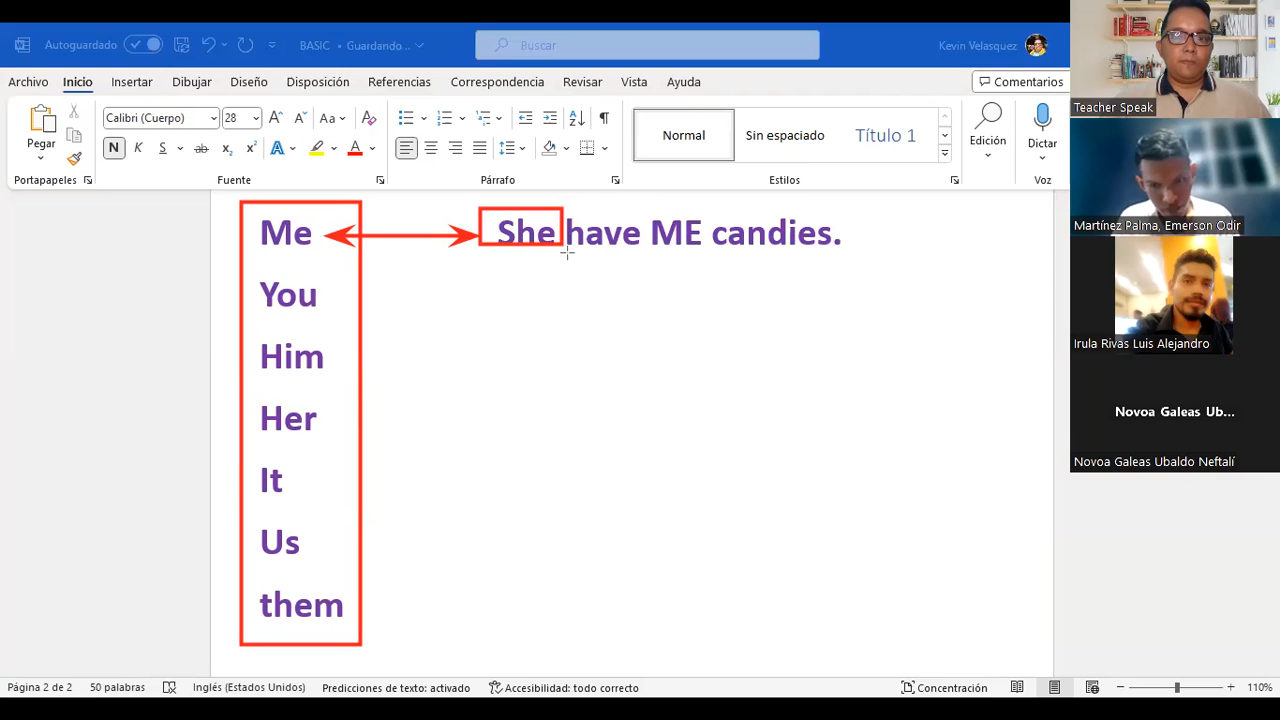 Autoguardado
BASIC • Guardando...
Buscar
Kevin Velasquez
Archivo Inicio Insertar Dibujar Diseño Disposición Referencias Correspondencia Revisar Vista Ayuda Comentarios
Pegar
Calibri (Cuerpo) 28
Normal Sin espaciado Título 1
Edición Dictar
Portapapeles Fuente Párrafo Estilos Voz
Me She have ME candies.
You
Him
Her
It
Us
them
Teacher Speak
Martínez Palma, Emerson Odir
Irula Rivas Luis Alejandro
Novoa Galeas Ub...
Novoa Galeas Ubaldo Neftalí
Página 2 de 2 50 palabras Inglés (Estados Unidos) Predicciones de texto: activado Accesibilidad: todo correcto Concentración 110%